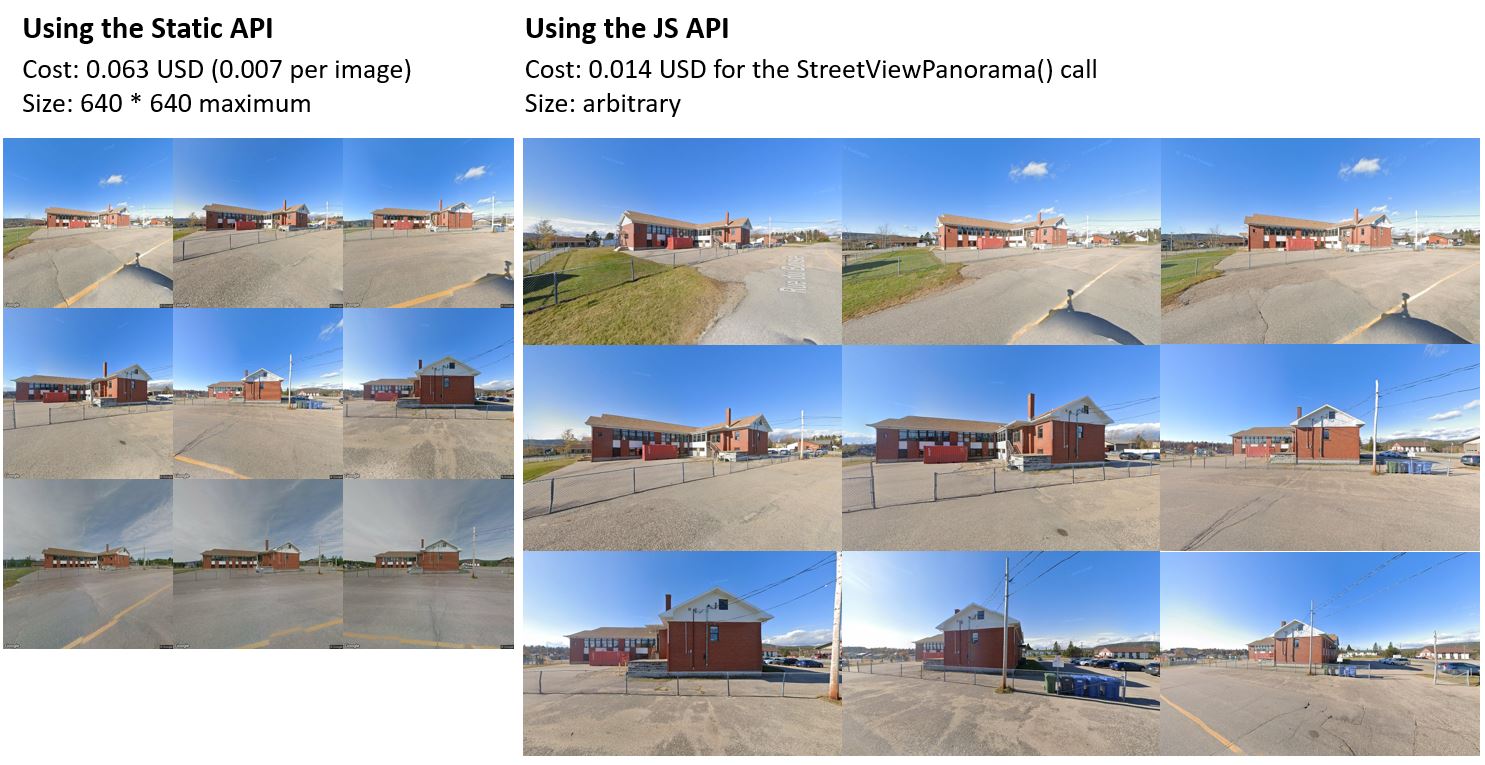 Using the Static API
Cost: 0.063 USD (0.007 per image)
Size: 640 * 640 maximum
Using the JS API
Cost: 0.014 USD for the StreetViewPanorama() call
Size: arbitrary